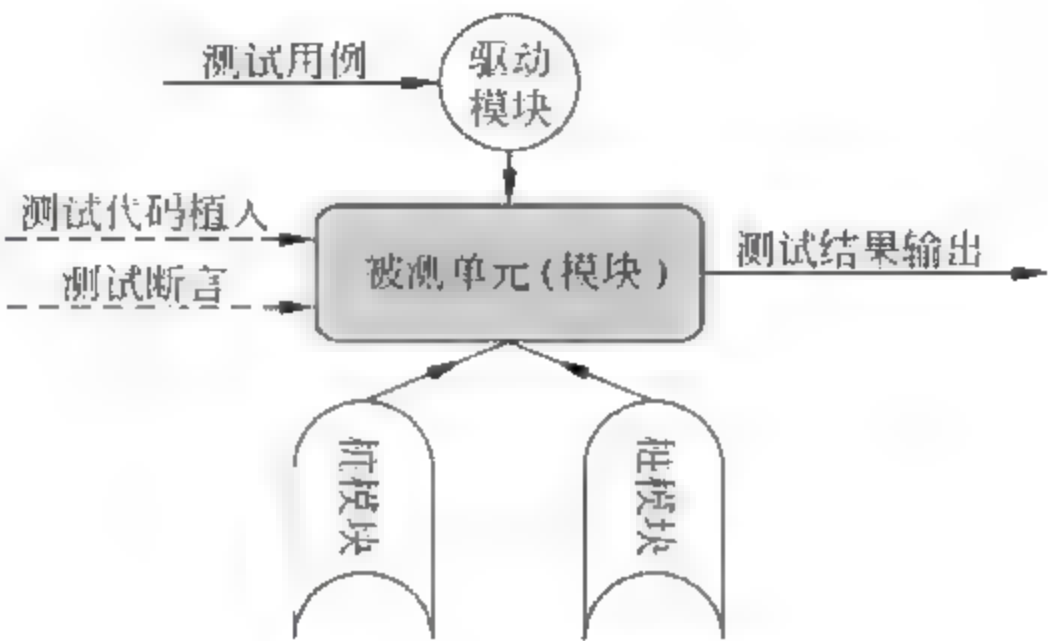 测试用例
驱动
模块
测试代码植入
测试断言
被测单元(模块)
测试结果输出
桩模块
桩模块